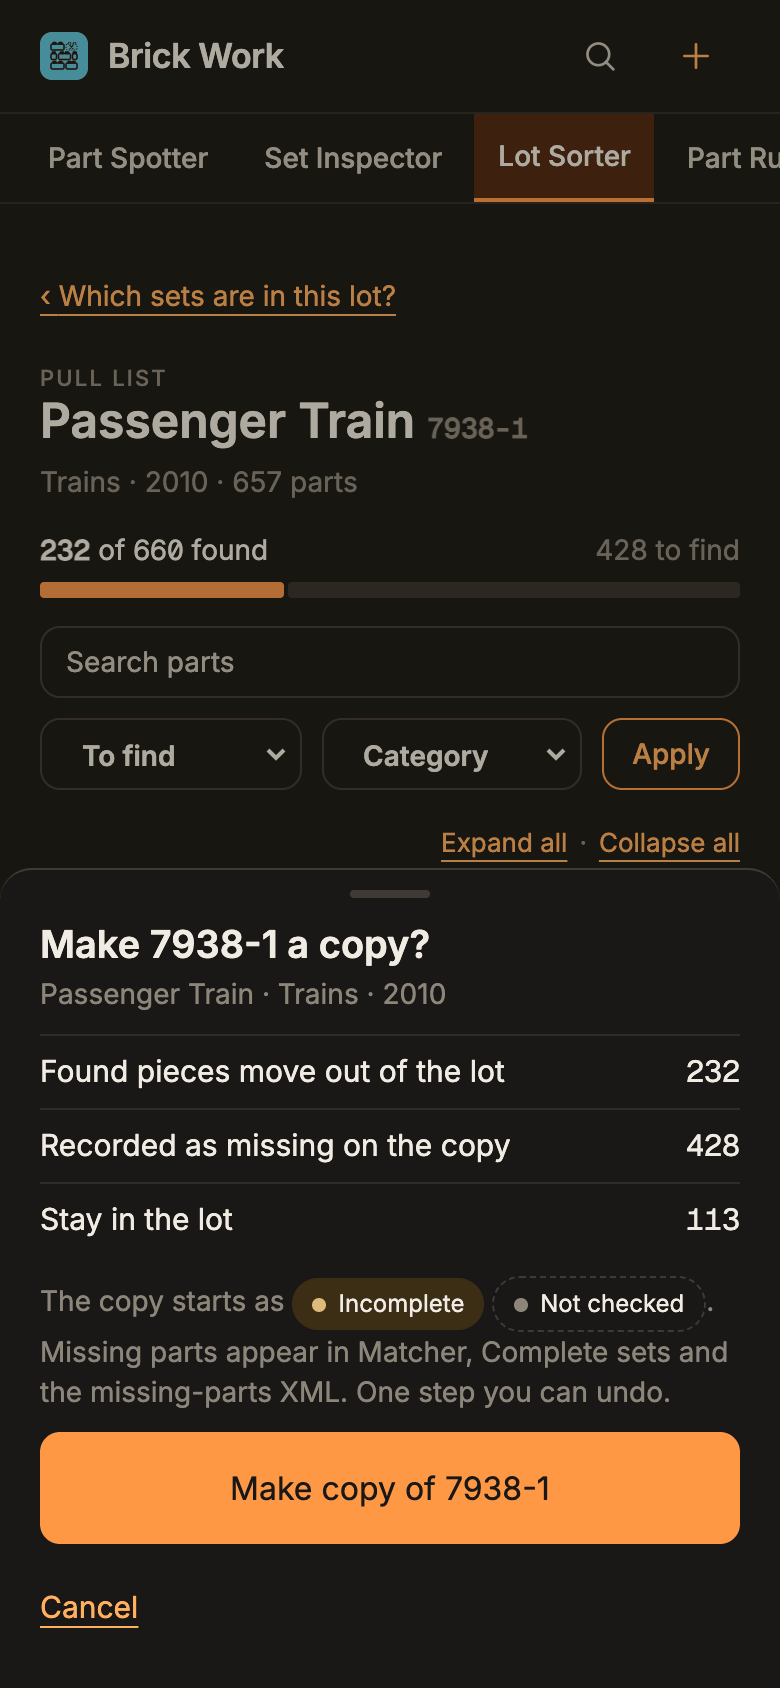 Brick Work
Part Spotter Set Inspector Lot Sorter Part Ru
‹ Which sets are in this lot?
PULL LIST
Passenger Train 7938-1
Trains · 2010 · 657 parts
232 of 660 found 428 to find
Search parts
To find Category Apply
Expand all · Collapse all
Make 7938-1 a copy?
Passenger Train · Trains · 2010
Found pieces move out of the lot 232
Recorded as missing on the copy 428
Stay in the lot 113
The copy starts as Incomplete Not checked.
Missing parts appear in Matcher, Complete sets and
the missing-parts XML. One step you can undo.
Make copy of 7938-1
Cancel